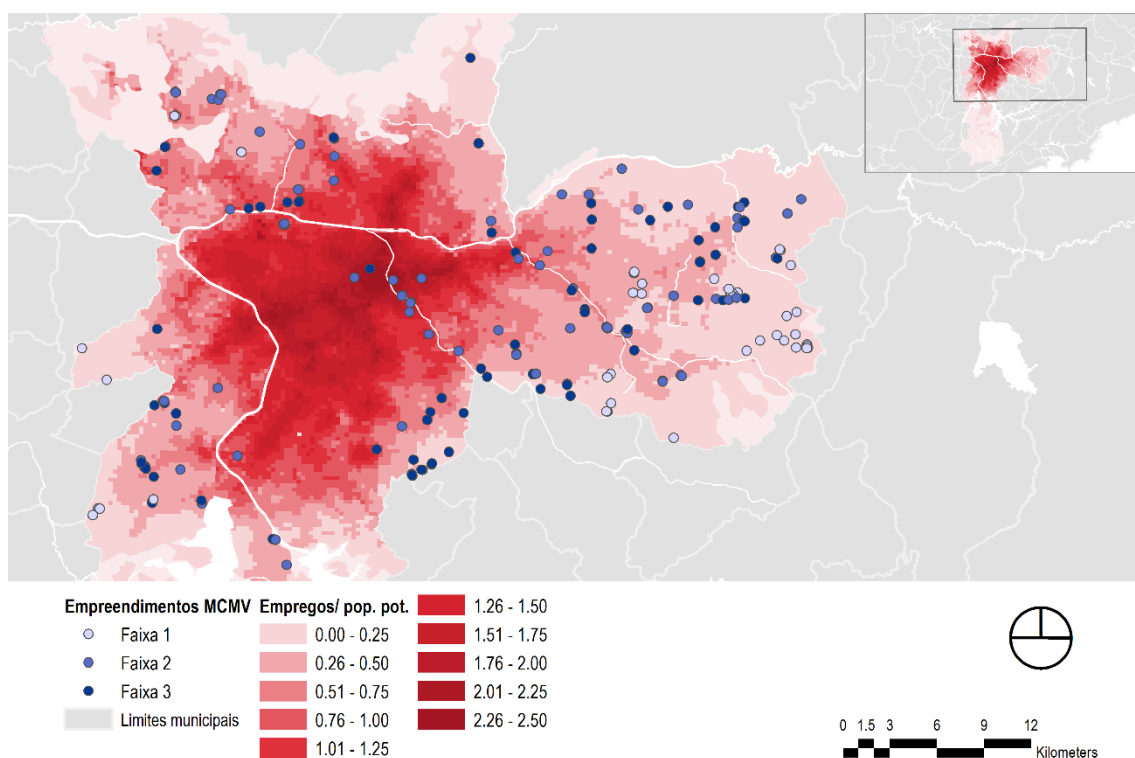 Empreendimentos MCMV
Faixa 1
Faixa 2
Faixa 3
Limites municipais
Empregos/ pop. pot.
0.00 - 0.25
0.26 - 0.50
0.51 - 0.75
0.76 - 1.00
1.01 - 1.25
1.26 - 1.50
1.51 - 1.75
1.76 - 2.00
2.01 - 2.25
2.26 - 2.50
0 1.5 3 6 9 12
Kilometers